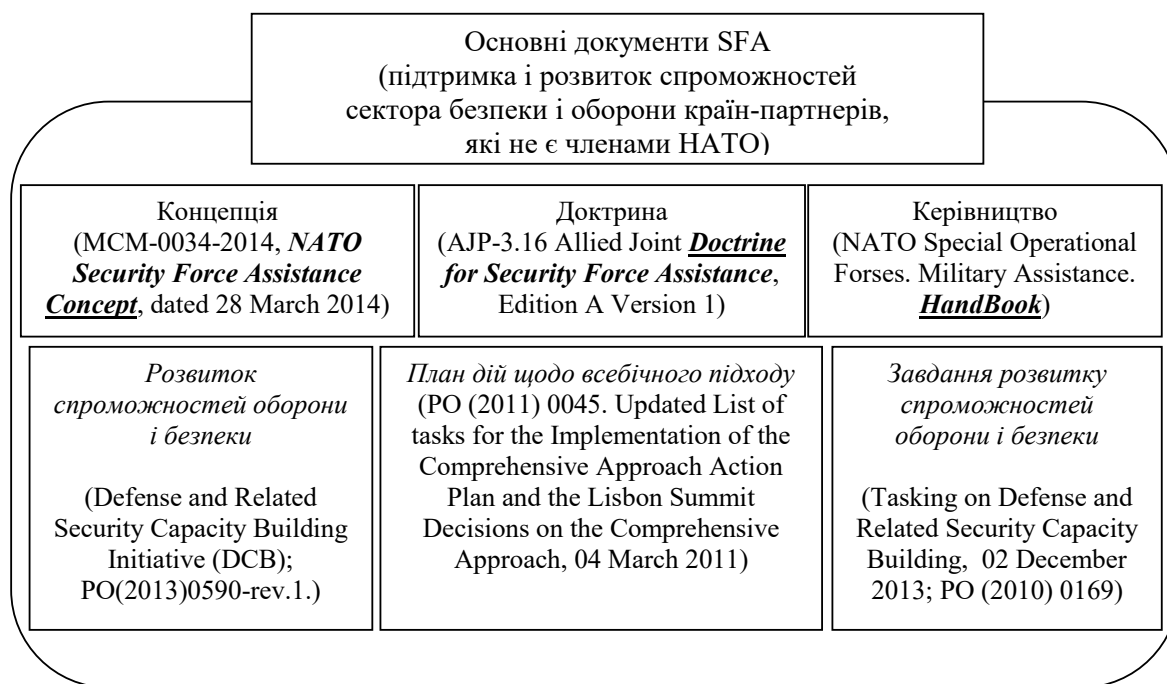 Основні документи SFA
(підтримка і розвиток спроможностей
сектора безпеки і оборони країн-партнерів,
які не є членами НАТО)
Концепція
(MCM-0034-2014, NATO
Security Force Assistance
Concept, dated 28 March 2014)
Доктрина
(AJP-3.16 Allied Joint Doctrine
for Security Force Assistance,
Edition A Version 1)
Керівництво
(NATO Special Operational
Forses. Military Assistance.
HandBook)
Розвиток
спроможностей оборони
і безпеки
(Defense and Related
Security Capacity Building
Initiative (DCB);
PO(2013)0590-rev.1.)
План дій щодо всебічного підходу
(PO (2011) 0045. Updated List of
tasks for the Implementation of the
Comprehensive Approach Action
Plan and the Lisbon Summit
Decisions on the Comprehensive
Approach, 04 March 2011)
Завдання розвитку
спроможностей
оборони і безпеки
(Tasking on Defense and
Related Security Capacity
Building, 02 December
2013; PO (2010) 0169)